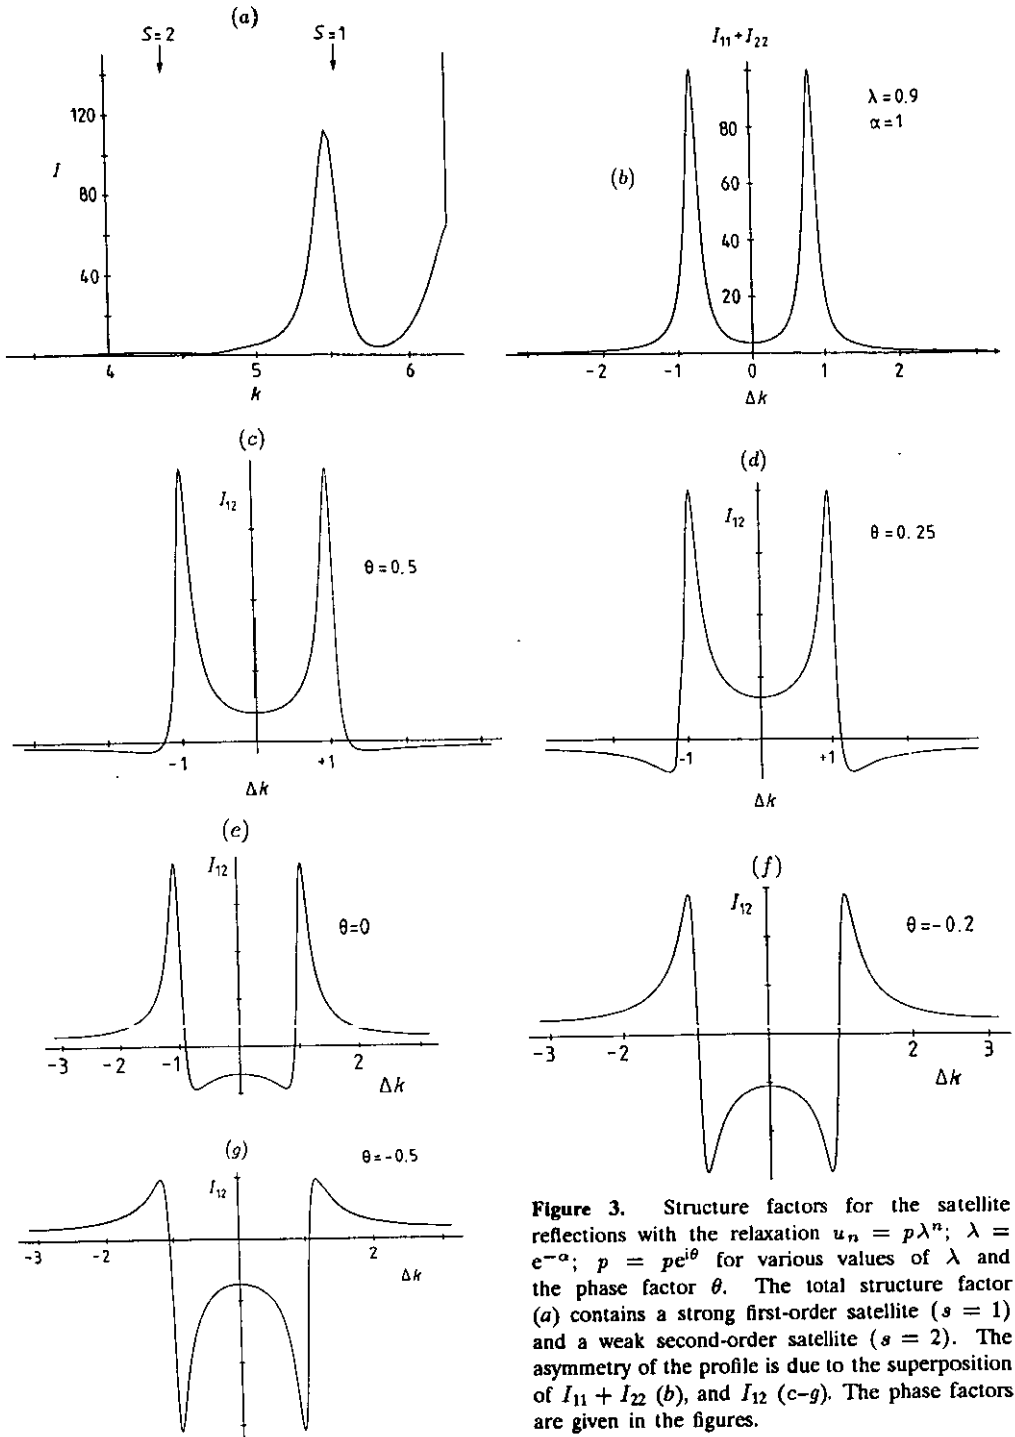 (a)
S=2
S=1
120
I
80
40
4
5
6
k
I11 + I22
λ = 0.9
α = 1
(b)
80
60
40
20
-2
-1
0
1
2
Δk
(c)
I12
θ = 0.5
-1
+1
Δk
(d)
I12
θ = 0.25
-1
+1
Δk
(e)
I12
θ=0
-3
-2
-1
2
Δk
(f)
I12
θ = -0.2
-3
-2
2
3
Δk
(g)
I12
θ = -0.5
-3
-2
2
Δk
Figure 3. Structure factors for the satellite
reflections with the relaxation uₙ = pλⁿ; λ =
e^{-α}; p = pe^{iθ} for various values of λ and
the phase factor θ. The total structure factor
(a) contains a strong first-order satellite (s = 1)
and a weak second-order satellite (s = 2). The
asymmetry of the profile is due to the superposition
of I11 + I22 (b), and I12 (c–g). The phase factors
are given in the figures.